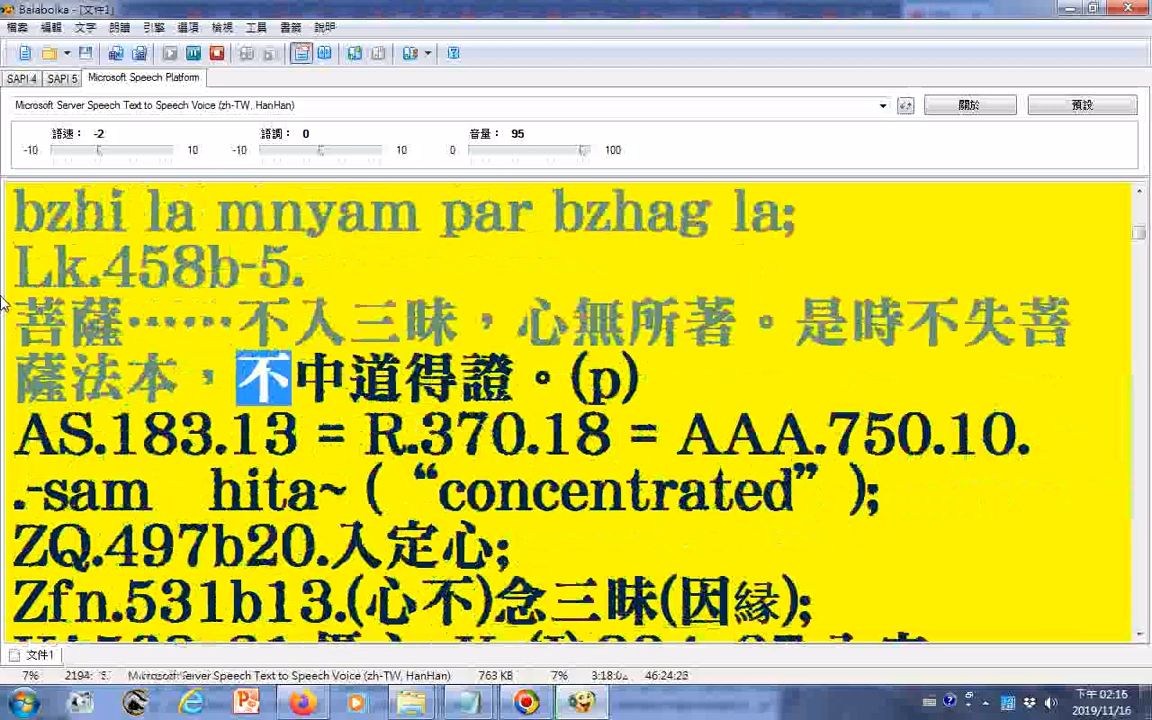 Balabolka - [文件1]
檔案 編輯 文字 朗讀 引擎 選項 檢視 工具 書籤 說明
SAPI 4 SAPI 5 Microsoft Speech Platform
Microsoft Server Speech Text to Speech Voice (zh-TW, HanHan) 關於 預設
語速： -2 語調： 0 音量： 95
-10 10 -10 10 0 100
bzhi la mnyam par bzhag la;
Lk.458b-5.
菩薩……不入三昧，心無所著。是時不失菩
薩法本，不中道得證。(p)
AS.183.13 = R.370.18 = AAA.750.10.
.-sam hita~ (“concentrated”);
ZQ.497b20.入定心;
Zfn.531b13.(心不)念三昧(因緣);
文件1
7% Microsoft Server Speech Text to Speech Voice (zh-TW, HanHan) 763 KB 7% 46:24:23
下午 02:16
2019/11/16